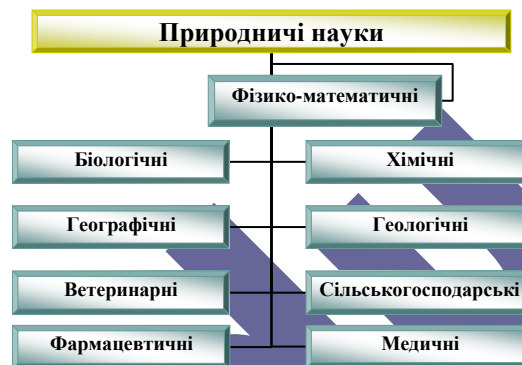 Природничі науки
Фізико-математичні
Біологічні
Хімічні
Географічні
Геологічні
Ветеринарні
Сільськогосподарські
Фармацевтичні
Медичні